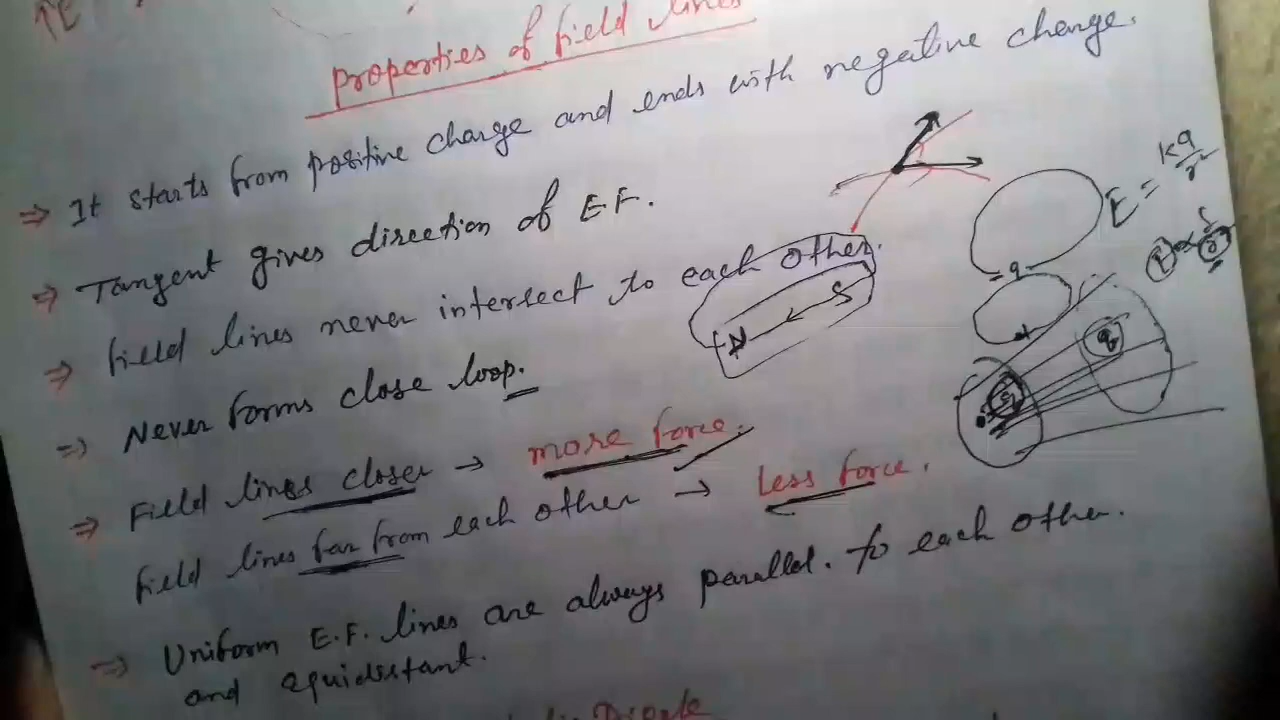 Properties of field lines
⇒ It starts from positive charge and ends with negative charge.
⇒ Tangent gives direction of E.F.
⇒ field lines never intersect to each other.
⇒ Never forms close loop.
⇒ Field lines closer → more force.
field lines far from each other → less force.
⇒ Uniform E.F. lines are always parallel. to each other.
and equidistant.
S
N
E = kq/r²
q
q